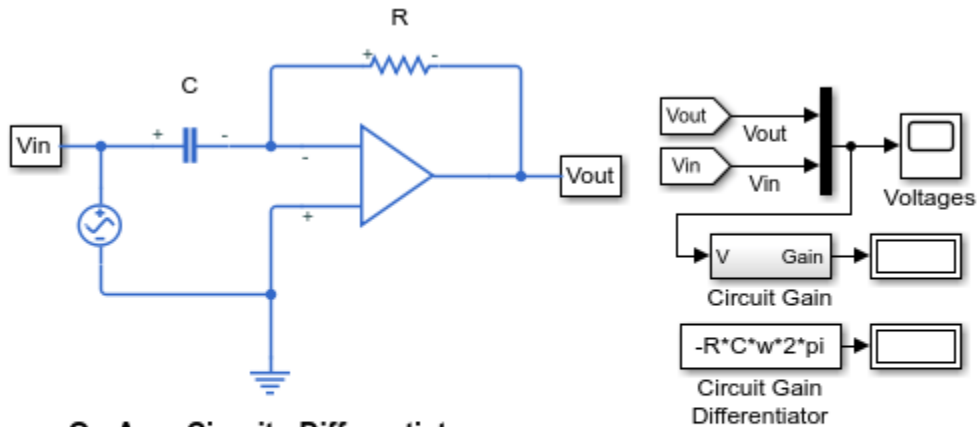 R
+ -
C
+ -
Vin
-
+
Vout
+
-
Vout
Vout
Vin
Vin
Voltages
V Gain
Circuit Gain
-R*C*w*2*pi
Circuit Gain
Differentiator